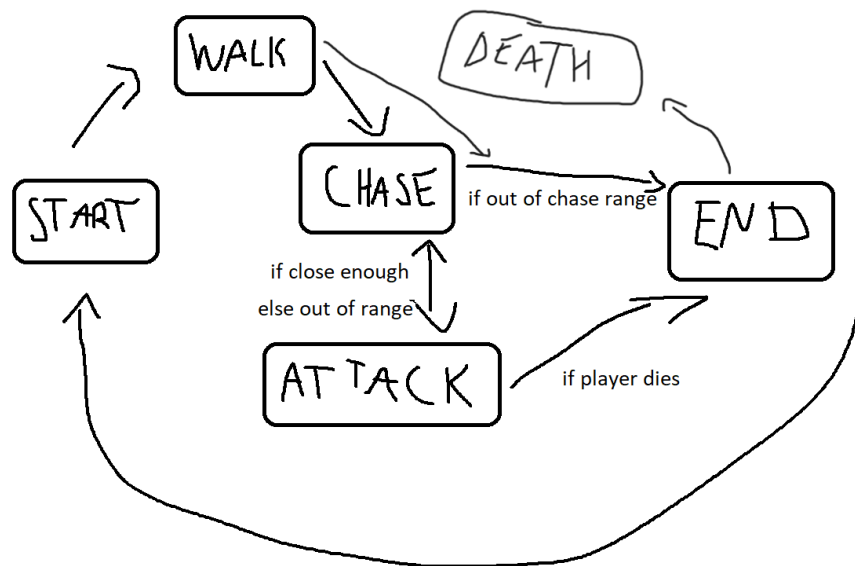 WALK
DEATH
CHASE
START
if out of chase range
END
if close enough
else out of range
ATTACK
if player dies